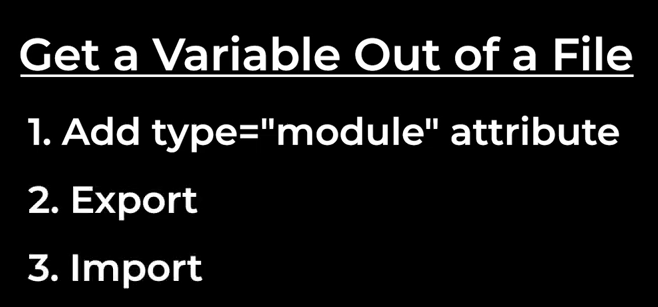 Get a Variable Out of a File
1. Add type="module" attribute
2. Export
3. Import